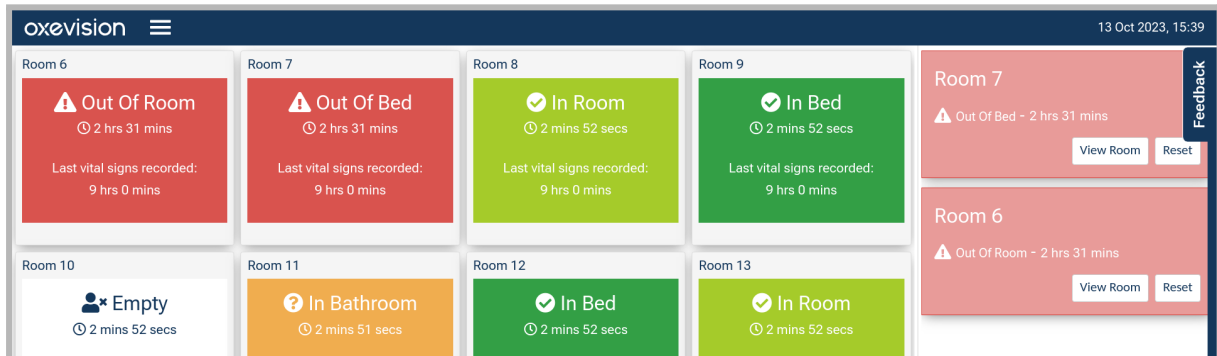 oxevision
13 Oct 2023, 15:39
Room 6
Out Of Room
2 hrs 31 mins
Last vital signs recorded:
9 hrs 0 mins
Room 7
Out Of Bed
2 hrs 31 mins
Last vital signs recorded:
9 hrs 0 mins
Room 8
In Room
2 mins 52 secs
Last vital signs recorded:
9 hrs 0 mins
Room 9
In Bed
2 mins 52 secs
Last vital signs recorded:
9 hrs 0 mins
Room 10
Empty
2 mins 52 secs
Room 11
In Bathroom
2 mins 51 secs
Room 12
In Bed
2 mins 52 secs
Room 13
In Room
2 mins 52 secs
Room 7
Out Of Bed - 2 hrs 31 mins
View Room
Reset
Room 6
Out Of Room - 2 hrs 31 mins
View Room
Reset
Feedback